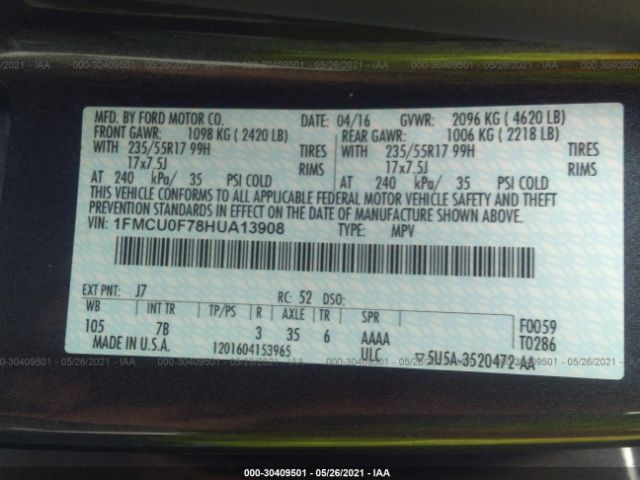 000-30409501 - 05/26/2021 - IAA
MFD. BY FORD MOTOR CO. DATE: 04/16 GVWR: 2096 KG ( 4620 LB)
FRONT GAWR: 1098 KG ( 2420 LB) REAR GAWR: 1006 KG ( 2218 LB)
WITH 235/55R17 99H TIRES WITH 235/55R17 99H TIRES
17x7.5J RIMS 17x7.5J RIMS
AT 240 kPa/ 35 PSI COLD AT 240 kPa/ 35 PSI COLD
THIS VEHICLE CONFORMS TO ALL APPLICABLE FEDERAL MOTOR VEHICLE SAFETY AND THEFT
PREVENTION STANDARDS IN EFFECT ON THE DATE OF MANUFACTURE SHOWN ABOVE.
VIN: 1FMCU0F78HUA13908 TYPE: MPV
EXT PNT: J7 RC: 52 DSO:
WB INT TR TP/PS R AXLE TR SPR
105 7B 3 35 6 AAAA F0059
MADE IN U.S.A. 1201604153965 ULC T0286
▽5U5A-3520472 AA
000-30409501 - 05/26/2021 - IAA